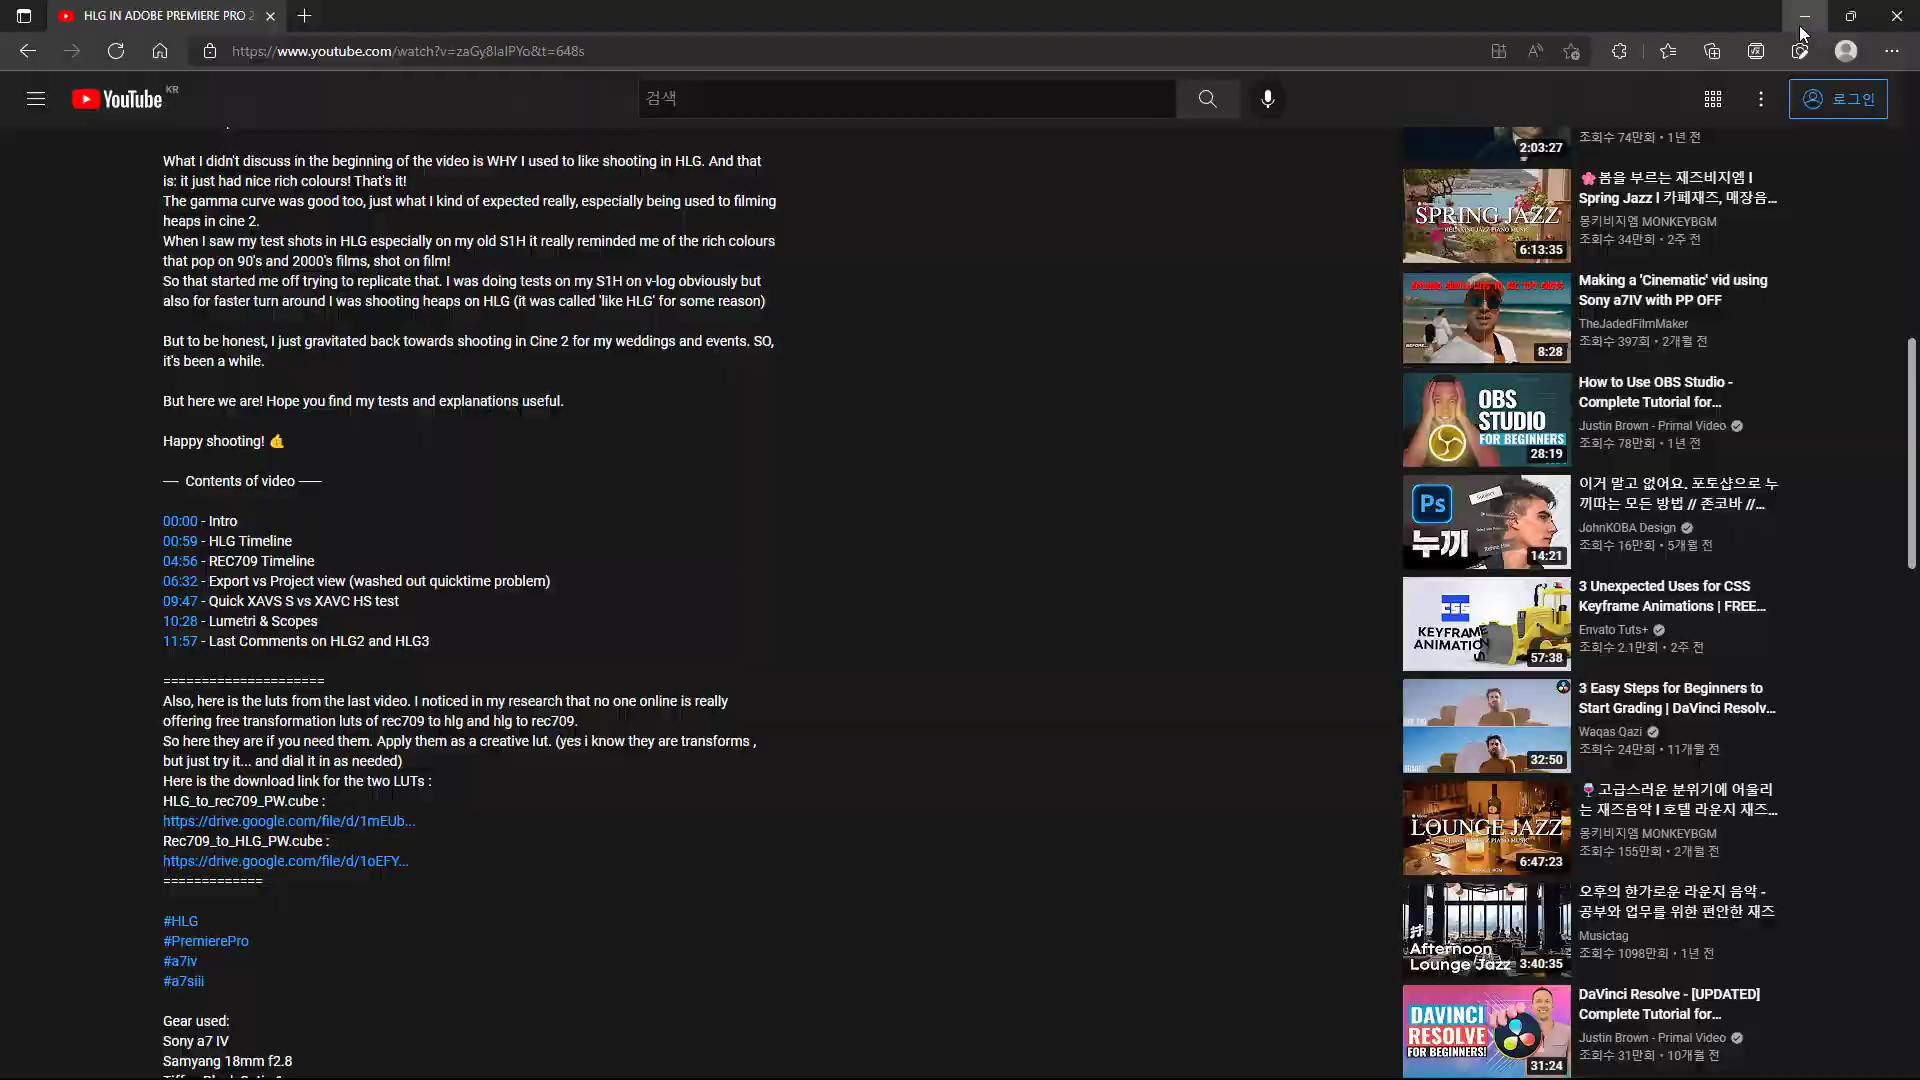 HLG IN ADOBE PREMIERE PRO 2
https://www.youtube.com/watch?v=zaGy8IaIPYo&t=648s
YouTube KR
검색
로그인
What I didn't discuss in the beginning of the video is WHY I used to like shooting in HLG. And that
is: it just had nice rich colours! That's it!
The gamma curve was good too, just what I kind of expected really, especially being used to filming
heaps in cine 2.
When I saw my test shots in HLG especially on my old S1H it really reminded me of the rich colours
that pop on 90's and 2000's films, shot on film!
So that started me off trying to replicate that. I was doing tests on my S1H on v-log obviously but
also for faster turn around I was shooting heaps on HLG (it was called 'like HLG' for some reason)
But to be honest, I just gravitated back towards shooting in Cine 2 for my weddings and events. SO,
it's been a while.
But here we are! Hope you find my tests and explanations useful.
Happy shooting! 🤙
— Contents of video —–
00:00 - Intro
00:59 - HLG Timeline
04:56 - REC709 Timeline
06:32 - Export vs Project view (washed out quicktime problem)
09:47 - Quick XAVS S vs XAVC HS test
10:28 - Lumetri & Scopes
11:57 - Last Comments on HLG2 and HLG3
=====================
Also, here is the luts from the last video. I noticed in my research that no one online is really
offering free transformation luts of rec709 to hlg and hlg to rec709.
So here they are if you need them. Apply them as a creative lut. (yes i know they are transforms ,
but just try it... and dial it in as needed)
Here is the download link for the two LUTs :
HLG_to_rec709_PW.cube :
https://drive.google.com/file/d/1mEUb...
Rec709_to_HLG_PW.cube :
https://drive.google.com/file/d/1oEFY...
=============
#HLG
#PremierePro
#a7iv
#a7siii
Gear used:
Sony a7 IV
Samyang 18mm f2.8
2:03:27
조회수 74만회 • 1년 전
SPRING JAZZ
RELAXING JAZZ PIANO MUSIC
6:13:35
🌸봄을 부르는 재즈비지엠 l
Spring Jazz l 카페재즈, 매장음...
몽키비지엠 MONKEYBGM
조회수 34만회 • 2주 전
BEFORE...
8:28
Making a 'Cinematic' vid using
Sony a7IV with PP OFF
TheJadedFilmMaker
조회수 397회 • 2개월 전
OBS
STUDIO
FOR BEGINNERS
28:19
How to Use OBS Studio -
Complete Tutorial for...
Justin Brown - Primal Video
조회수 78만회 • 1년 전
Ps
Subject
누끼
14:21
이거 말고 없어요. 포토샵으로 누
끼따는 모든 방법 // 존코바 //...
JohnKOBA Design
조회수 16만회 • 5개월 전
CSS
KEYFRAME
ANIMATIONS
57:38
3 Unexpected Uses for CSS
Keyframe Animations | FREE...
Envato Tuts+
조회수 2.1만회 • 2주 전
32:50
3 Easy Steps for Beginners to
Start Grading | DaVinci Resolv...
Waqas Qazi
조회수 24만회 • 11개월 전
LOUNGE JAZZ
6:47:23
🍷고급스러운 분위기에 어울리
는 재즈음악 l 호텔 라운지 재즈...
몽키비지엠 MONKEYBGM
조회수 155만회 • 2개월 전
Afternoon
Lounge Jazz
3:40:35
오후의 한가로운 라운지 음악 -
공부와 업무를 위한 편안한 재즈
Musictag
조회수 1098만회 • 1년 전
DAVINCI
RESOLVE
FOR BEGINNERS!
31:24
DaVinci Resolve - [UPDATED]
Complete Tutorial for...
Justin Brown - Primal Video
조회수 31만회 • 10개월 전